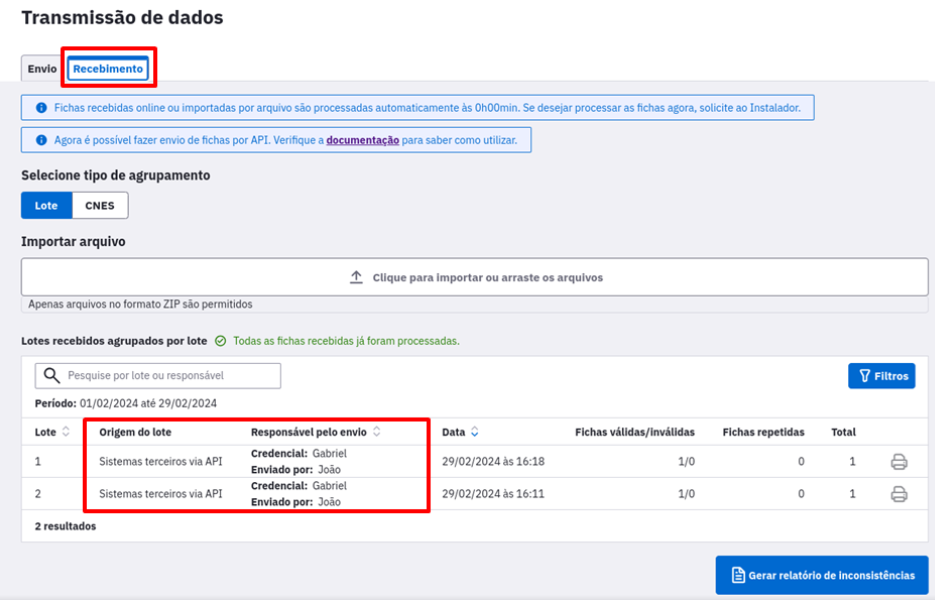 Transmissão de dados
Envio Recebimento
Fichas recebidas online ou importadas por arquivo são processadas automaticamente às 0h00min. Se desejar processar as fichas agora, solicite ao Instalador.
Agora é possível fazer envio de fichas por API. Verifique a documentação para saber como utilizar.
Selecione tipo de agrupamento
Lote CNES
Importar arquivo
Clique para importar ou arraste os arquivos
Apenas arquivos no formato ZIP são permitidos
Lotes recebidos agrupados por lote Todas as fichas recebidas já foram processadas.
Pesquise por lote ou responsável Filtros
Período: 01/02/2024 até 29/02/2024
Lote Origem do lote Responsável pelo envio Data Fichas válidas/inválidas Fichas repetidas Total
1 Sistemas terceiros via API Credencial: Gabriel Enviado por: João 29/02/2024 às 16:18 1/0 0 1
2 Sistemas terceiros via API Credencial: Gabriel Enviado por: João 29/02/2024 às 16:11 1/0 0 1
2 resultados
Gerar relatório de inconsistências